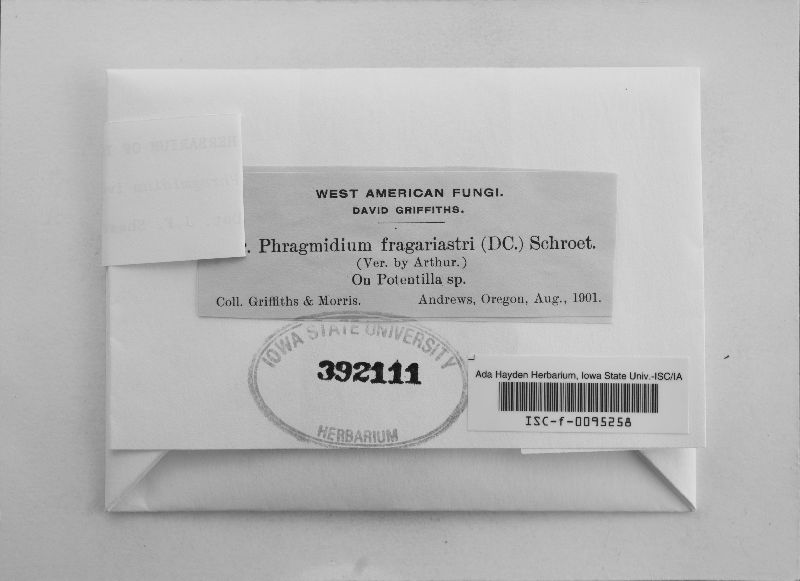 WEST AMERICAN FUNGI.
DAVID GRIFFITHS.
Phragmidium fragariastri (DC.) Schroet.
(Ver. by Arthur.)
On Potentilla sp.
Coll. Griffiths & Morris. Andrews, Oregon, Aug., 1901.
IOWA STATE UNIVERSITY
392111
HERBARIUM
Ada Hayden Herbarium, Iowa State Univ.-ISC/IA
ISC-f-0095258